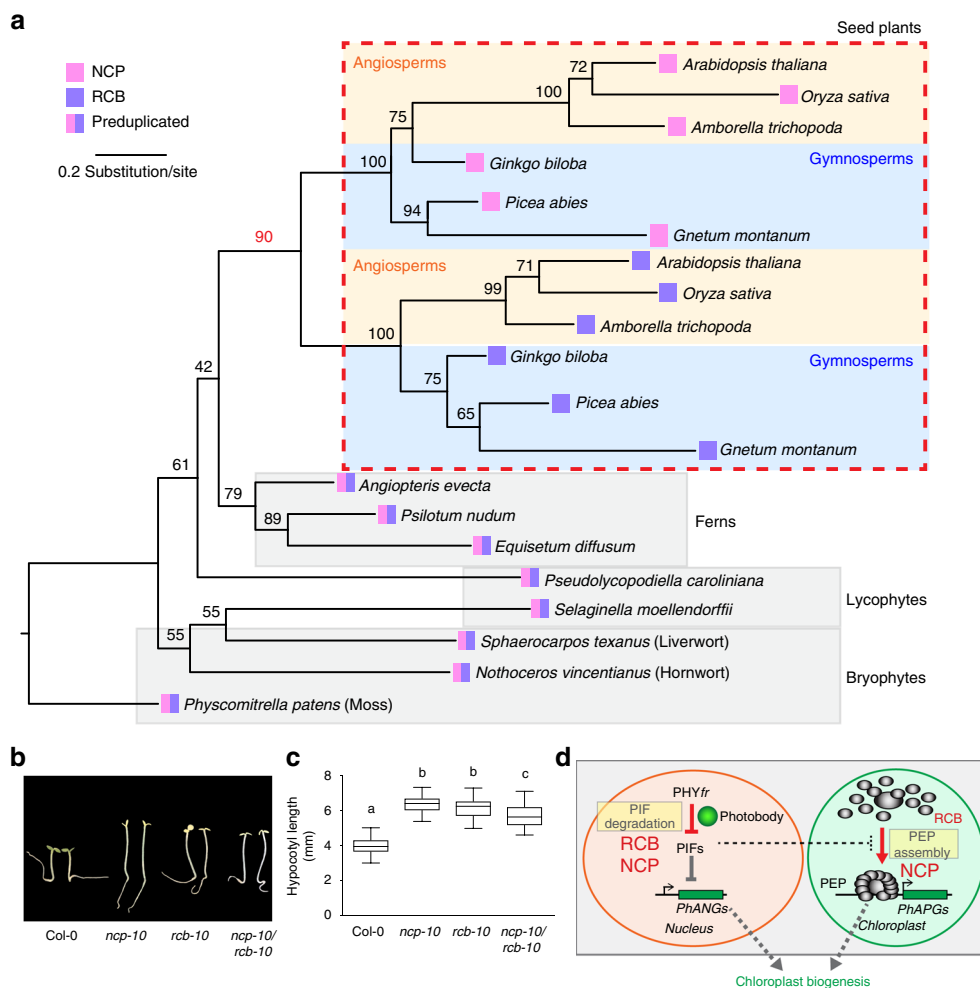 a
Seed plants
NCP
RCB
Preduplicated
0.2 Substitution/site
Angiosperms
72
Arabidopsis thaliana
100
Oryza sativa
75
Amborella trichopoda
100
Ginkgo biloba
Gymnosperms
94
Picea abies
Gnetum montanum
90
Angiosperms
71
Arabidopsis thaliana
99
Oryza sativa
100
Amborella trichopoda
Ginkgo biloba
Gymnosperms
75
65
Picea abies
Gnetum montanum
42
61
79
Angiopteris evecta
89
Psilotum nudum
Equisetum diffusum
Ferns
Pseudolycopodiella caroliniana
Selaginella moellendorffii
Lycophytes
55
55
Sphaerocarpos texanus (Liverwort)
Nothoceros vincentianus (Hornwort)
Bryophytes
Physcomitrella patens (Moss)
b
Col-0
ncp-10
rcb-10
ncp-10/
rcb-10
c
Hypocotyl length
(mm)
8
6
4
2
0
a
b
b
c
Col-0
ncp-10
rcb-10
ncp-10/
rcb-10
d
PHYfr
PIF
degradation
Photobody
RCB
NCP
PIFs
PhANGs
Nucleus
RCB
PEP
assembly
NCP
PEP
PhAPGs
Chloroplast
Chloroplast biogenesis